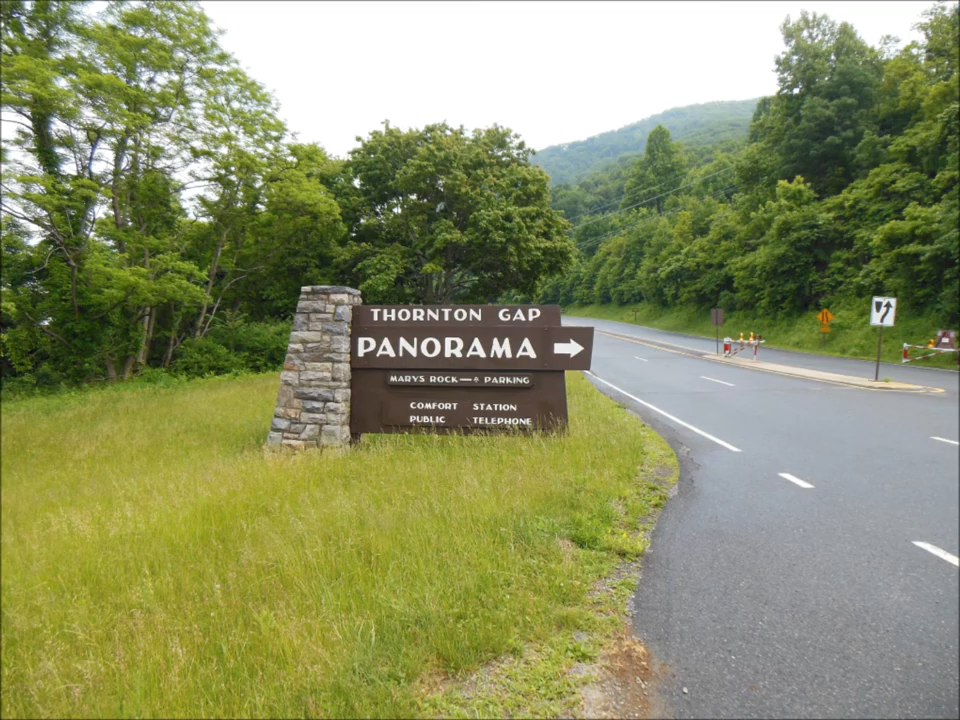 THORNTON GAP
PANORAMA
MARYS ROCK — PARKING
COMFORT STATION
PUBLIC TELEPHONE